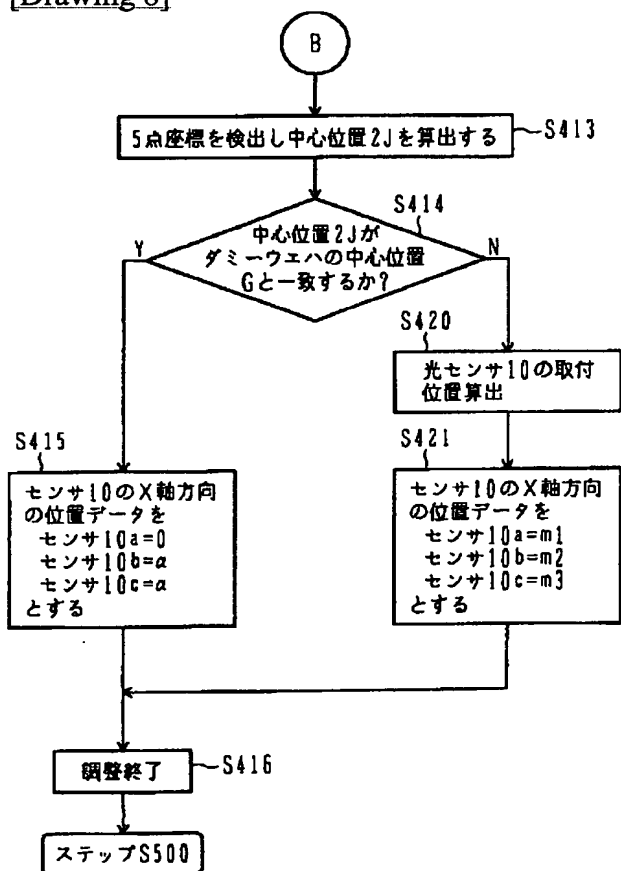 [Drawing 8]
B
5点座標を検出し中心位置2Jを算出する
S413
S414
中心位置2Jが
ダミーウエハの中心位置
Gと一致するか?
Y
N
S420
光センサ10の取付
位置算出
S415
センサ10のX軸方向
の位置データを
センサ10a=0
センサ10b=α
センサ10c=α
とする
S421
センサ10のX軸方向
の位置データを
センサ10a=m1
センサ10b=m2
センサ10c=m3
とする
調整終了
S416
ステップS500